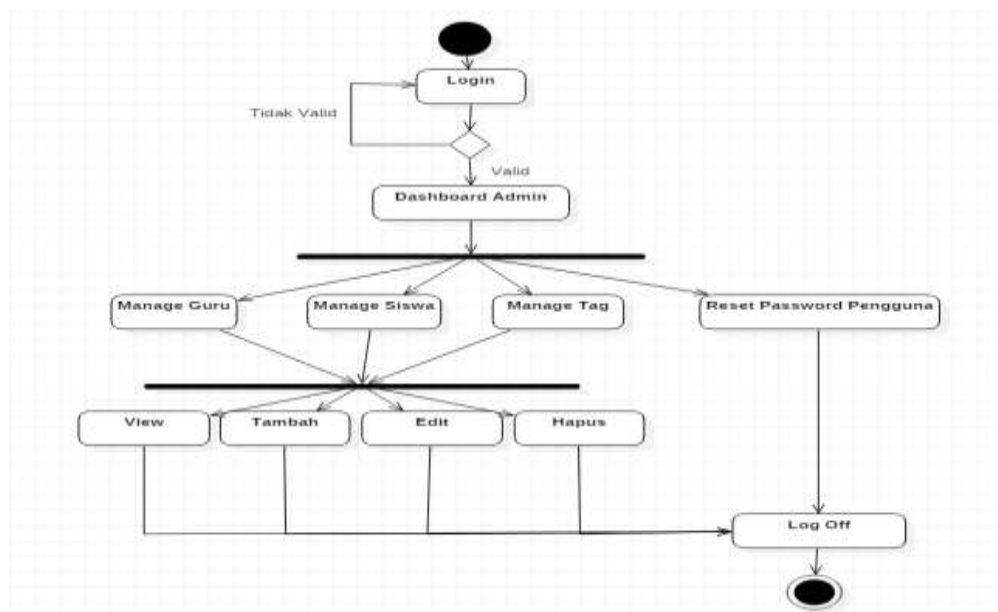 Login
Tidak Valid
Valid
Dashboard Admin
Manage Guru
Manage Siswa
Manage Tag
Reset Password Pengguna
View
Tambah
Edit
Hapus
Log Off